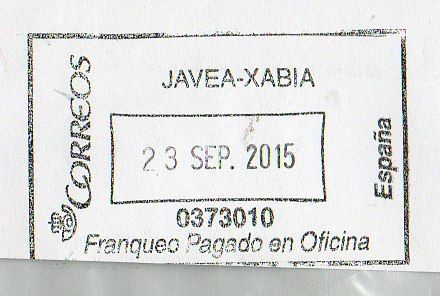 JAVEA-XABIA
CORREOS
23 SEP. 2015
España
0373010
Franqueo Pagado en Oficina